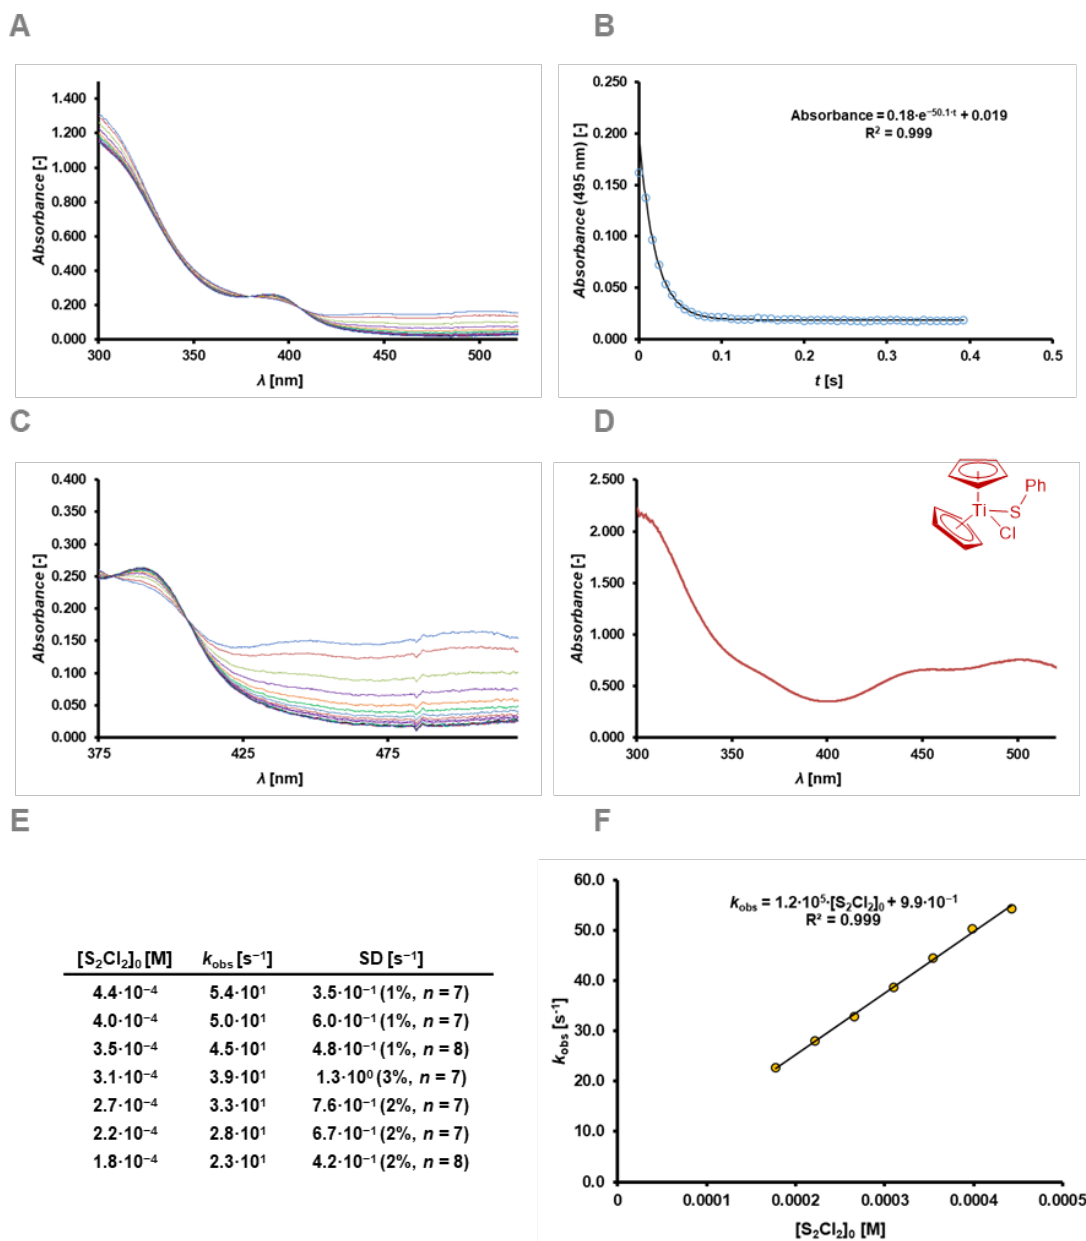 A
B
1.400
1.200
1.000
0.800
0.600
0.400
0.200
0.000
300
350
400
450
500
Absorbance [-]
λ [nm]
0.250
0.200
0.150
0.100
0.050
0.000
0
0.1
0.2
0.3
0.4
0.5
Absorbance (495 nm) [-]
t [s]
Absorbance = 0.18·e⁻⁵⁰·¹·ᵗ + 0.019
R² = 0.999
C
D
0.400
0.350
0.300
0.250
0.200
0.150
0.100
0.050
0.000
375
425
475
Absorbance [-]
λ [nm]
2.500
2.000
1.500
1.000
0.500
0.000
300
350
400
450
500
Absorbance [-]
λ [nm]
Ph
Ti
S
Cl
E
F
[S₂Cl₂]₀ [M] k_obs [s⁻¹] SD [s⁻¹]
4.4·10⁻⁴ 5.4·10¹ 3.5·10⁻¹ (1%, n = 7)
4.0·10⁻⁴ 5.0·10¹ 6.0·10⁻¹ (1%, n = 7)
3.5·10⁻⁴ 4.5·10¹ 4.8·10⁻¹ (1%, n = 8)
3.1·10⁻⁴ 3.9·10¹ 1.3·10⁰ (3%, n = 7)
2.7·10⁻⁴ 3.3·10¹ 7.6·10⁻¹ (2%, n = 7)
2.2·10⁻⁴ 2.8·10¹ 6.7·10⁻¹ (2%, n = 7)
1.8·10⁻⁴ 2.3·10¹ 4.2·10⁻¹ (2%, n = 8)
60.0
50.0
40.0
30.0
20.0
10.0
0.0
0
0.0001
0.0002
0.0003
0.0004
0.0005
k_obs [s⁻¹]
[S₂Cl₂]₀ [M]
k_obs = 1.2·10⁵·[S₂Cl₂]₀ + 9.9·10⁻¹
R² = 0.999